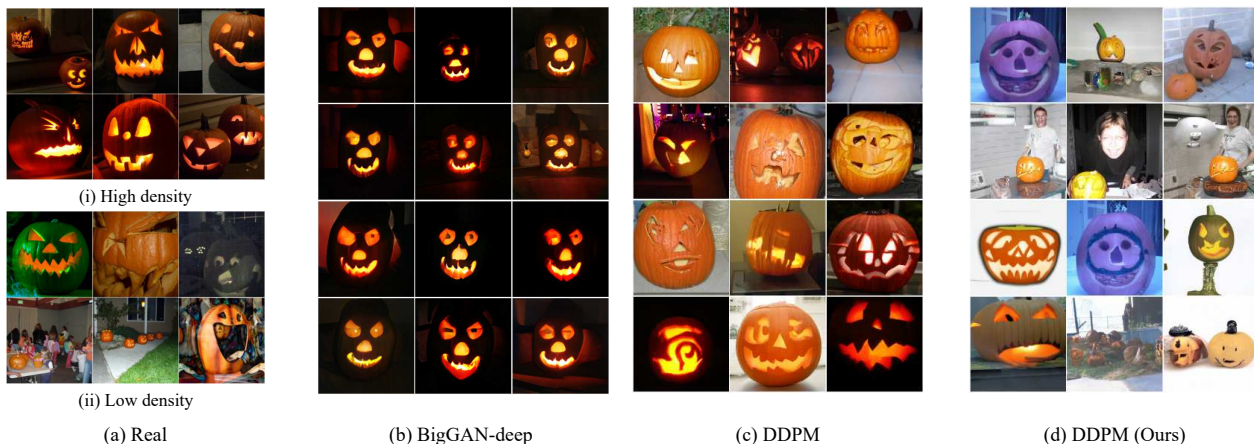 (i) High density
(ii) Low density
(a) Real
(b) BigGAN-deep
(c) DDPM
(d) DDPM (Ours)